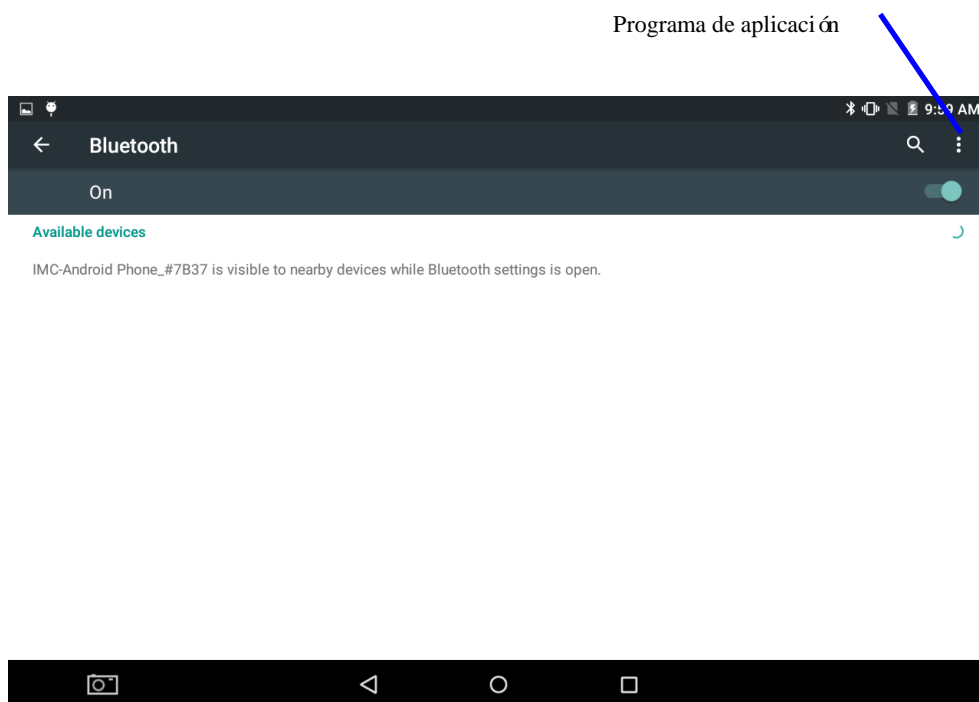 Programa de aplicación
9:59 AM
Bluetooth
On
Available devices
IMC-Android Phone_#7B37 is visible to nearby devices while Bluetooth settings is open.